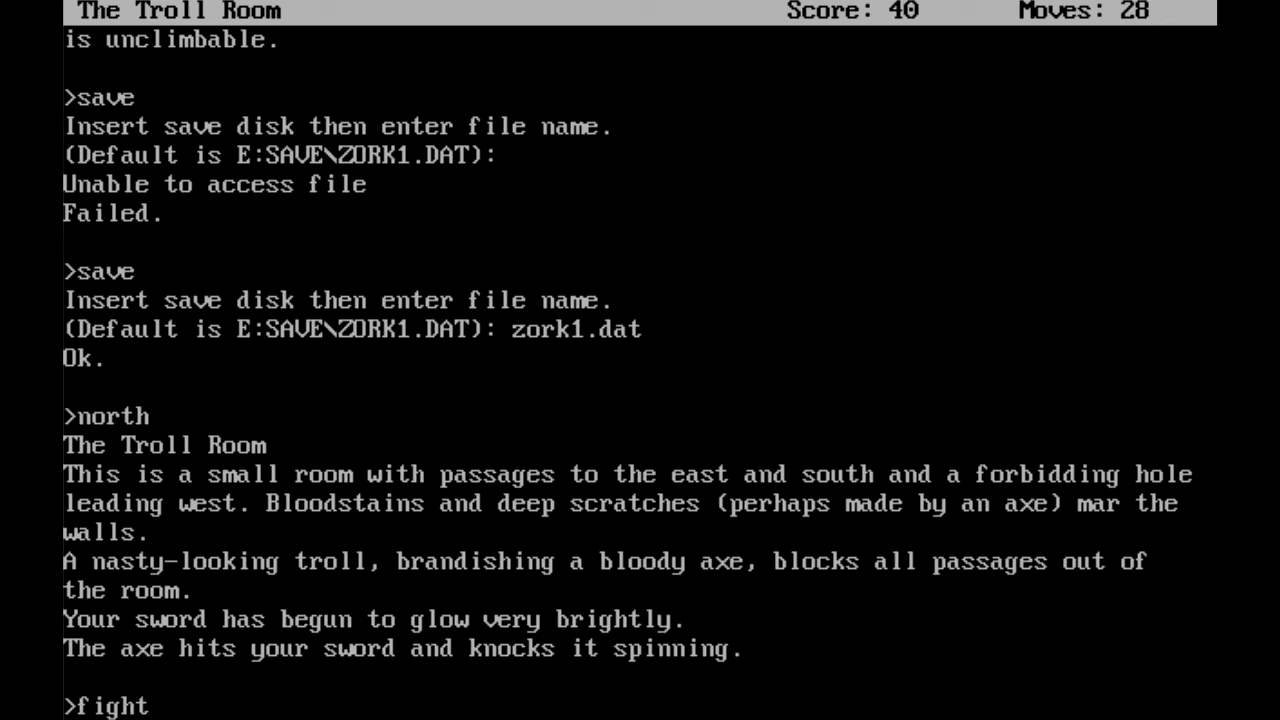 The Troll Room Score: 40 Moves: 28
is unclimbable.
>save
Insert save disk then enter file name.
(Default is E:SAVE\ZORK1.DAT):
Unable to access file
Failed.
>save
Insert save disk then enter file name.
(Default is E:SAVE\ZORK1.DAT): zork1.dat
Ok.
>north
The Troll Room
This is a small room with passages to the east and south and a forbidding hole
leading west. Bloodstains and deep scratches (perhaps made by an axe) mar the
walls.
A nasty-looking troll, brandishing a bloody axe, blocks all passages out of
the room.
Your sword has begun to glow very brightly.
The axe hits your sword and knocks it spinning.
>fight